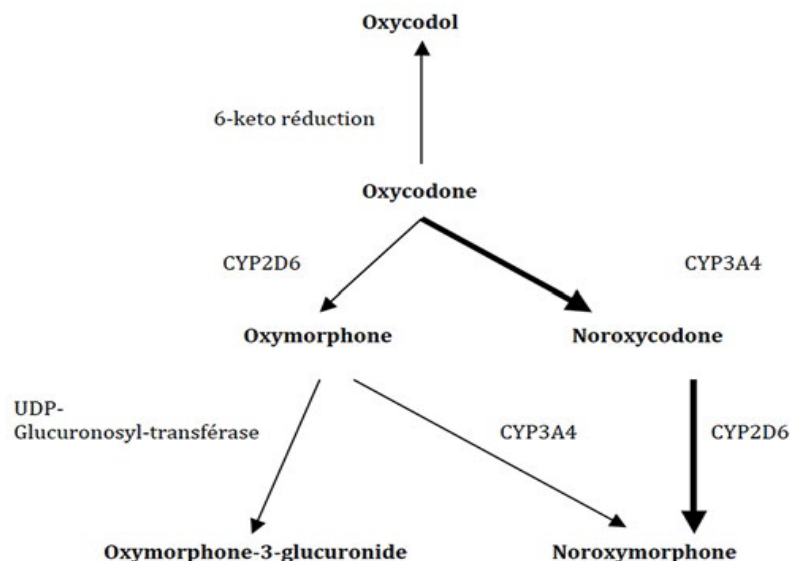 Oxycodol
6-keto réduction
Oxycodone
CYP2D6
CYP3A4
Oxymorphone
Noroxycodone
UDP-
Glucuronosyl-transférase
CYP3A4
CYP2D6
Oxymorphone-3-glucuronide
Noroxymorphone